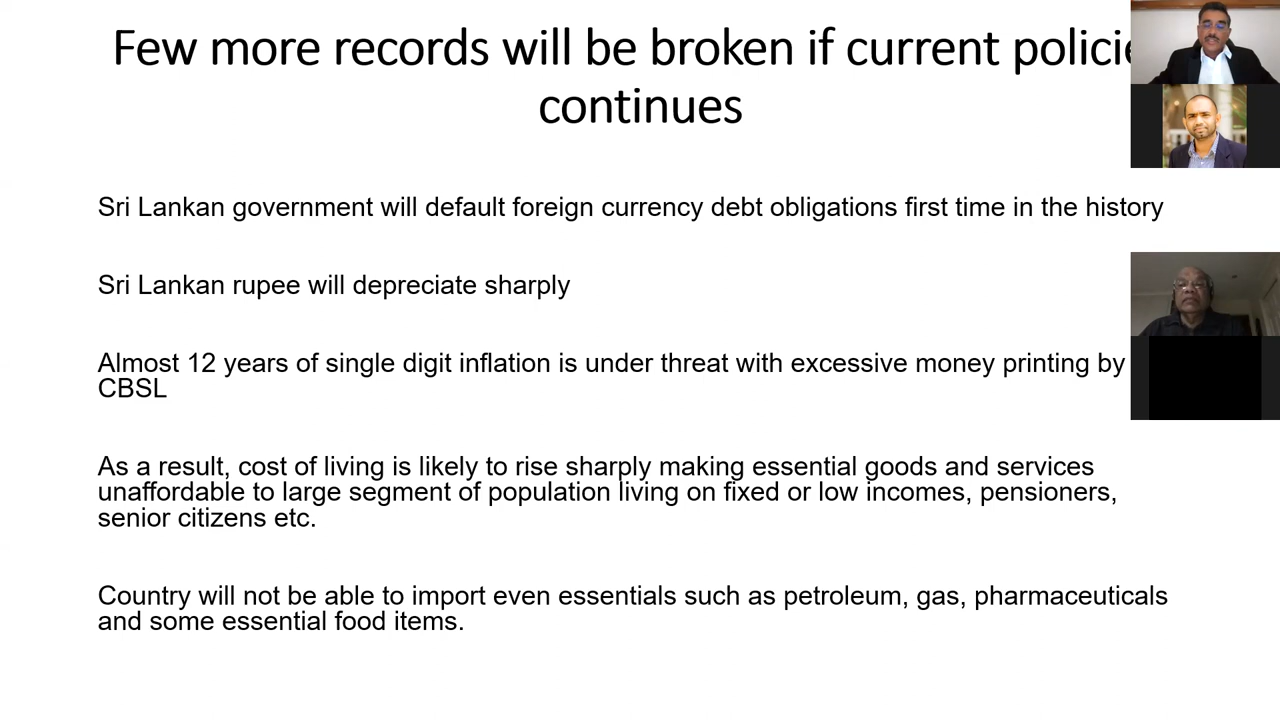 Few more records will be broken if current policie
continues
Sri Lankan government will default foreign currency debt obligations first time in the history
Sri Lankan rupee will depreciate sharply
Almost 12 years of single digit inflation is under threat with excessive money printing by
CBSL
As a result, cost of living is likely to rise sharply making essential goods and services
unaffordable to large segment of population living on fixed or low incomes, pensioners,
senior citizens etc.
Country will not be able to import even essentials such as petroleum, gas, pharmaceuticals
and some essential food items.